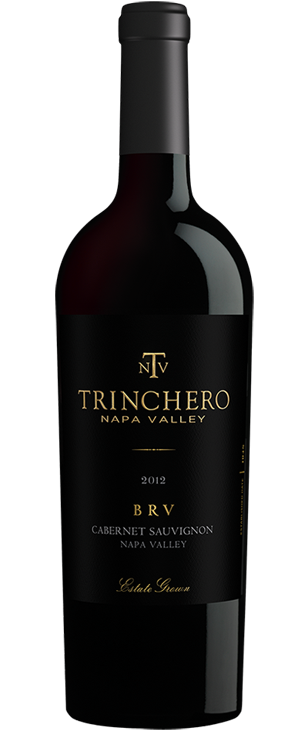 NTV
TRINCHERO
NAPA VALLEY
2012
BRV
CABERNET SAUVIGNON
NAPA VALLEY
Estate Grown